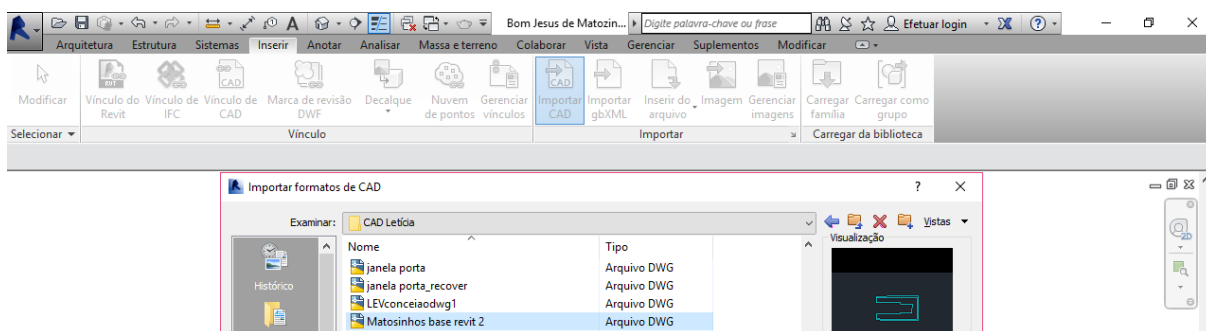 Bom Jesus de Matozin... Digite palavra-chave ou frase Efetuar login
Arquitetura Estrutura Sistemas Inserir Anotar Analisar Massa e terreno Colaborar Vista Gerenciar Suplementos Modificar
Modificar Vínculo do Vínculo de Vínculo de Marca de revisão Decalque Nuvem Gerenciar Importar Importar Inserir do Imagem Gerenciar Carregar Carregar como
Revit IFC CAD DWF de pontos vínculos CAD gbXML arquivo imagens família grupo
Selecionar Vínculo Importar Carregar da biblioteca
Importar formatos de CAD
Examinar: CAD Letícia Vistas
Nome Tipo Visualização
janela porta Arquivo DWG
Histórico janela porta_recover Arquivo DWG
LEVconceiaodwg1 Arquivo DWG
Matosinhos base revit 2 Arquivo DWG